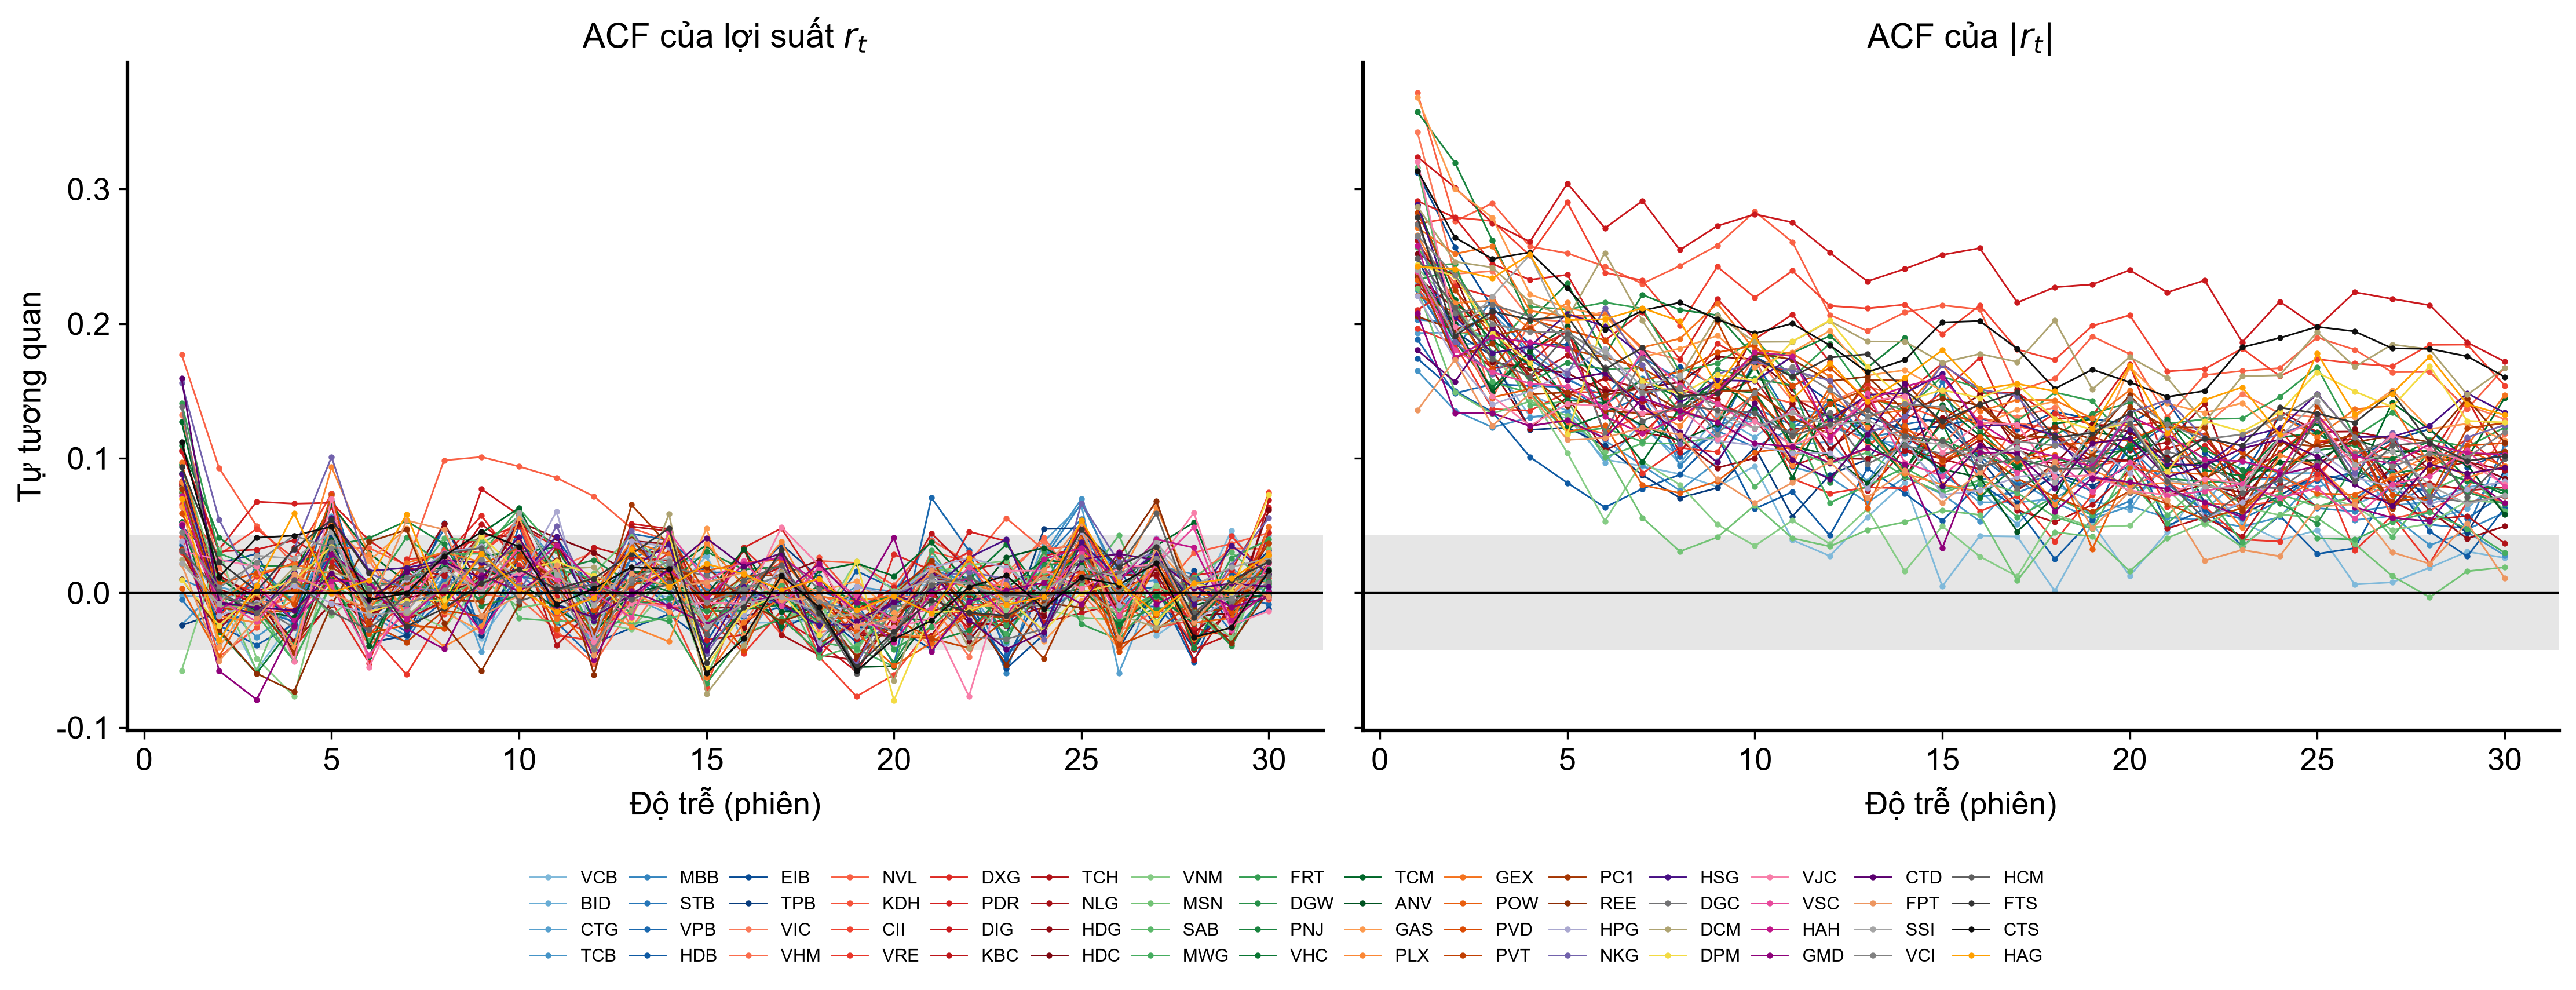 ACF của lợi suất rₜ
ACF của |rₜ|
Tự tương quan
0.3
0.2
0.1
0.0
-0.1
0 5 10 15 20 25 30
0 5 10 15 20 25 30
Độ trễ (phiên)
Độ trễ (phiên)
VCB MBB EIB NVL DXG TCH VNM FRT TCM GEX PC1 HSG VJC CTD HCM
BID STB TPB KDH PDR NLG MSN DGW ANV POW REE DGC VSC FPT FTS
CTG VPB VIC CII DIG HDG SAB PNJ GAS PVD HPG DCM HAH SSI CTS
TCB HDB VHM VRE KBC HDC MWG VHC PLX PVT NKG DPM GMD VCI HAG